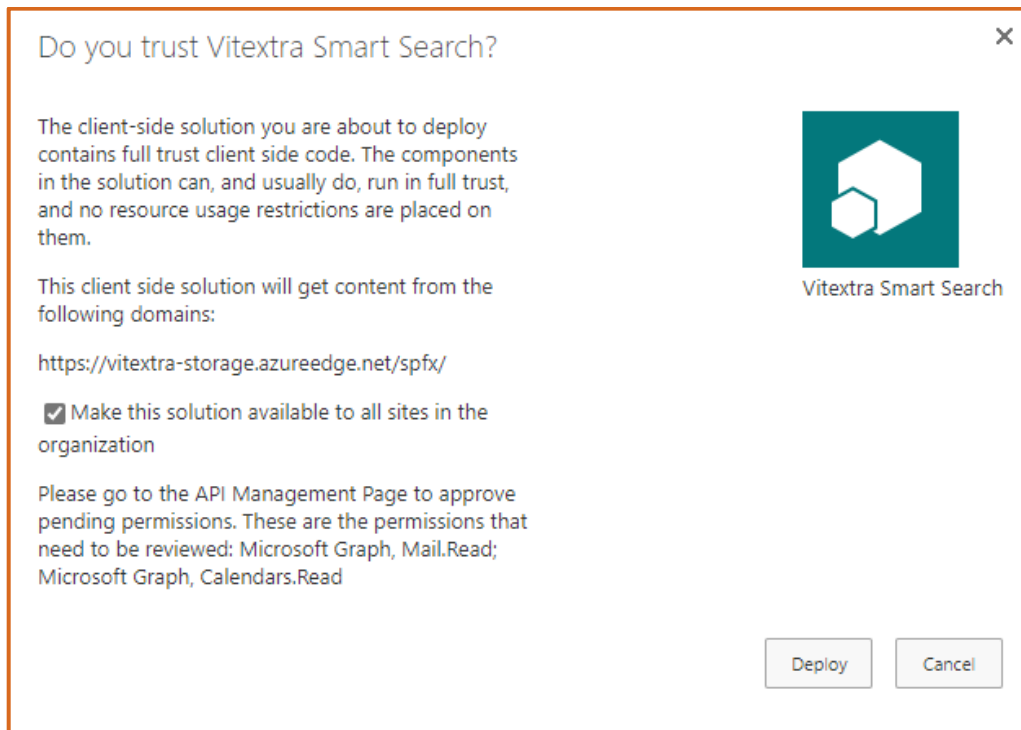 Do you trust Vitextra Smart Search?
The client-side solution you are about to deploy
contains full trust client side code. The components
in the solution can, and usually do, run in full trust,
and no resource usage restrictions are placed on
them.
This client side solution will get content from the
following domains:
https://vitextra-storage.azureedge.net/spfx/
Make this solution available to all sites in the
organization
Please go to the API Management Page to approve
pending permissions. These are the permissions that
need to be reviewed: Microsoft Graph, Mail.Read;
Microsoft Graph, Calendars.Read
Vitextra Smart Search
Deploy
Cancel